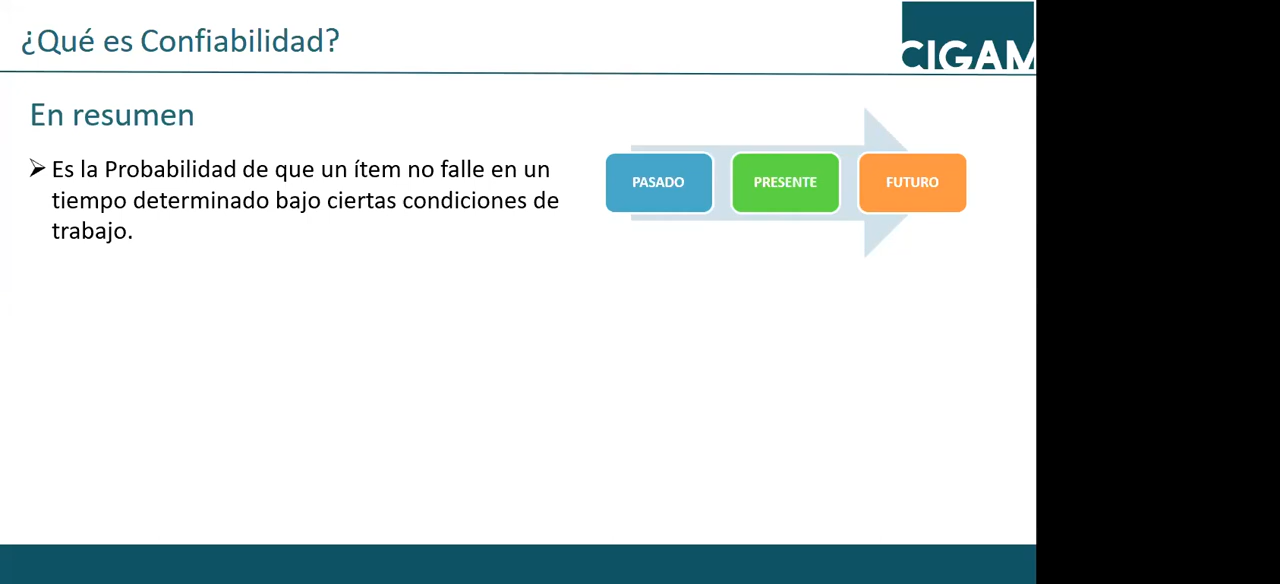 ¿Qué es Confiabilidad?
CIGAM
En resumen
➢ Es la Probabilidad de que un ítem no falle en un
tiempo determinado bajo ciertas condiciones de
trabajo.
PASADO
PRESENTE
FUTURO